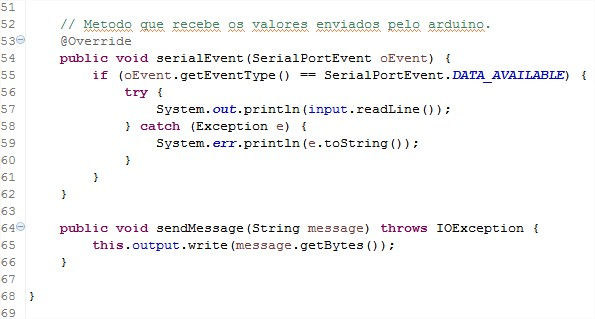 51
52     // Metodo que recebe os valores enviados pelo arduino.
53     @Override
54     public void serialEvent(SerialPortEvent oEvent) {
55         if (oEvent.getEventType() == SerialPortEvent.DATA_AVAILABLE) {
56             try {
57                 System.out.println(input.readLine());
58             } catch (Exception e) {
59                 System.err.println(e.toString());
60             }
61         }
62     }
63
64     public void sendMessage(String message) throws IOException {
65         this.output.write(message.getBytes());
66     }
67
68 }
69